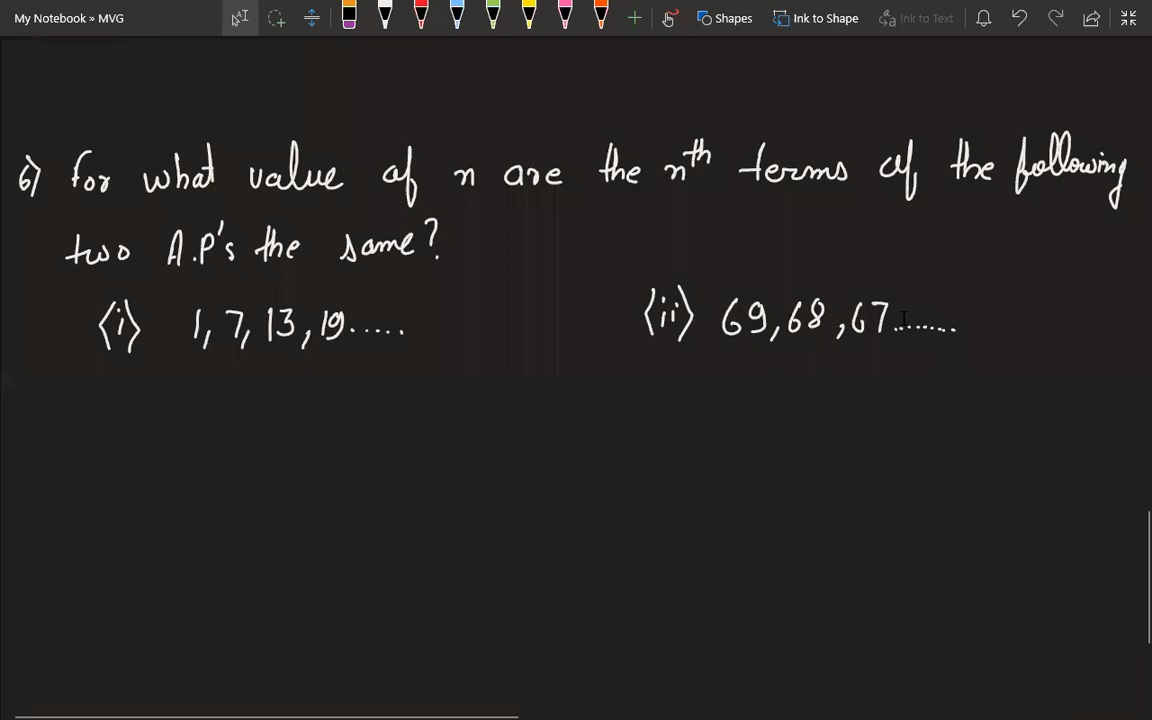 My Notebook » MVG
Shapes
Ink to Shape
Ink to Text
6) For what value of n are the nth terms of the following
two A.P's the same?
(i) 1, 7, 13, 19.....
(ii) 69, 68, 67........